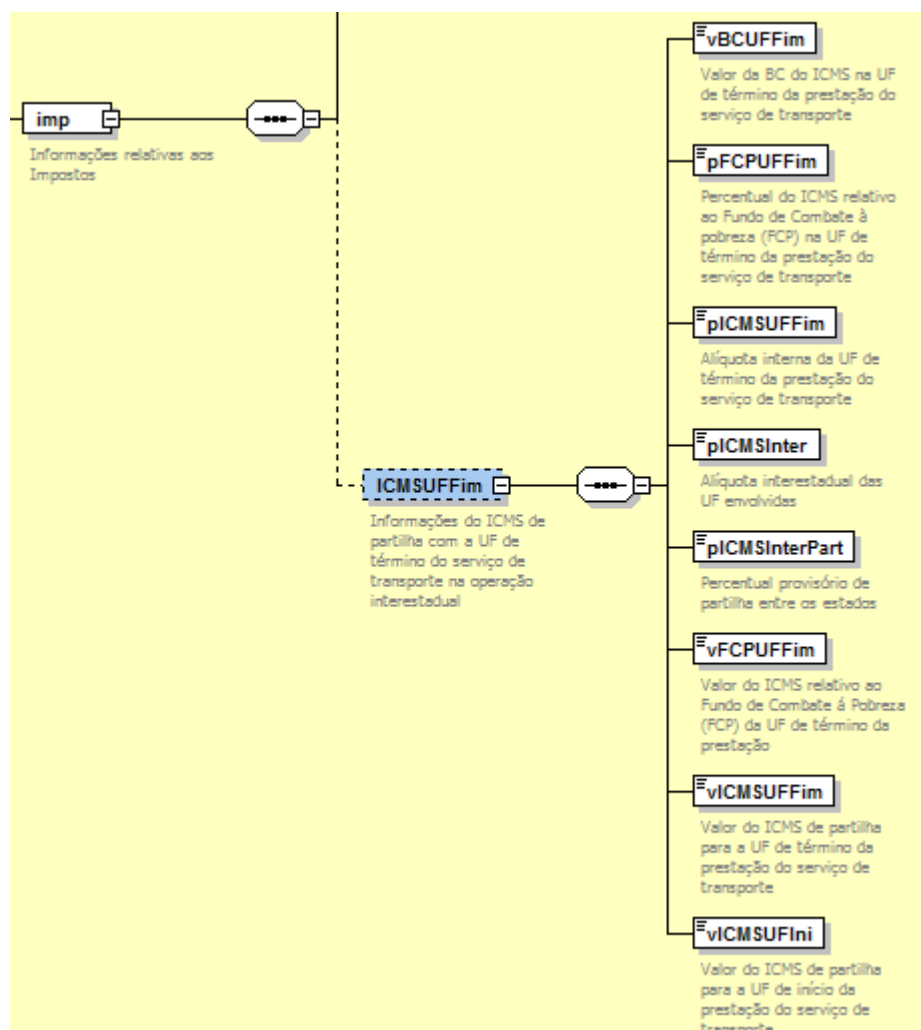 vBCUFFim
Valor da BC do ICMS na UF
de término da prestação do
serviço de transporte
imp
Informações relativas aos
Impostos
pFCPUFFim
Percentual do ICMS relativo
ao Fundo de Combate à
pobreza (FCP) na UF de
término da prestação do
serviço de transporte
pICMSUFFim
Alíquota interna da UF de
término da prestação do
serviço de transporte
pICMSInter
Alíquota interestadual das
UF envolvidas
ICMSUFFim
Informações do ICMS de
partilha com a UF de
término do serviço de
transporte na operação
interestadual
pICMSInterPart
Percentual provisório de
partilha entre os estados
vFCPUFFim
Valor do ICMS relativo ao
Fundo de Combate á Pobreza
(FCP) da UF de término da
prestação
vICMSUFFim
Valor do ICMS de partilha
para a UF de término da
prestação do serviço de
transporte
vICMSUFIni
Valor do ICMS de partilha
para a UF de início da
prestação do serviço de
transporte